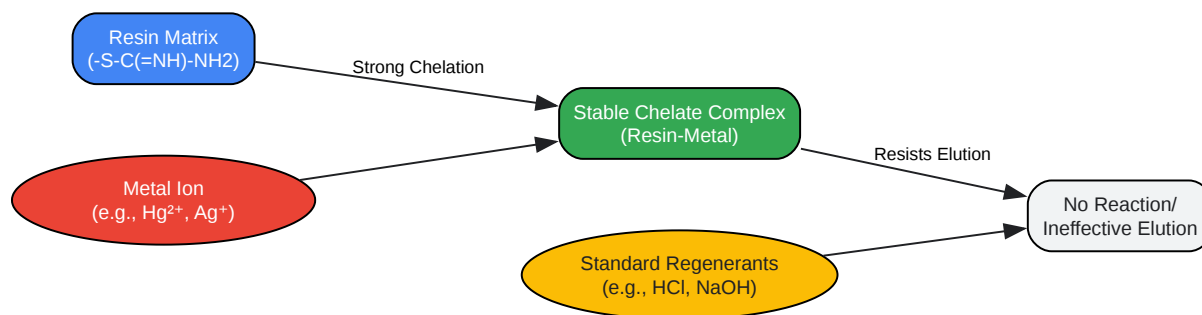 Resin Matrix
(-S-C(=NH)-NH2)
Strong Chelation
Metal Ion
(e.g., Hg²⁺, Ag⁺)
Stable Chelate Complex
(Resin-Metal)
Resists Elution
Standard Regenerants
(e.g., HCl, NaOH)
No Reaction/
Ineffective Elution